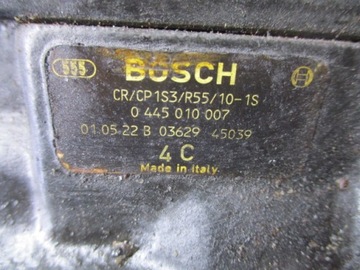 555 BOSCH
CR/CP1S3/R55/10-1S
0 445 010 007
01.05.22 B 03629 45039
4 C
Made in Italy.